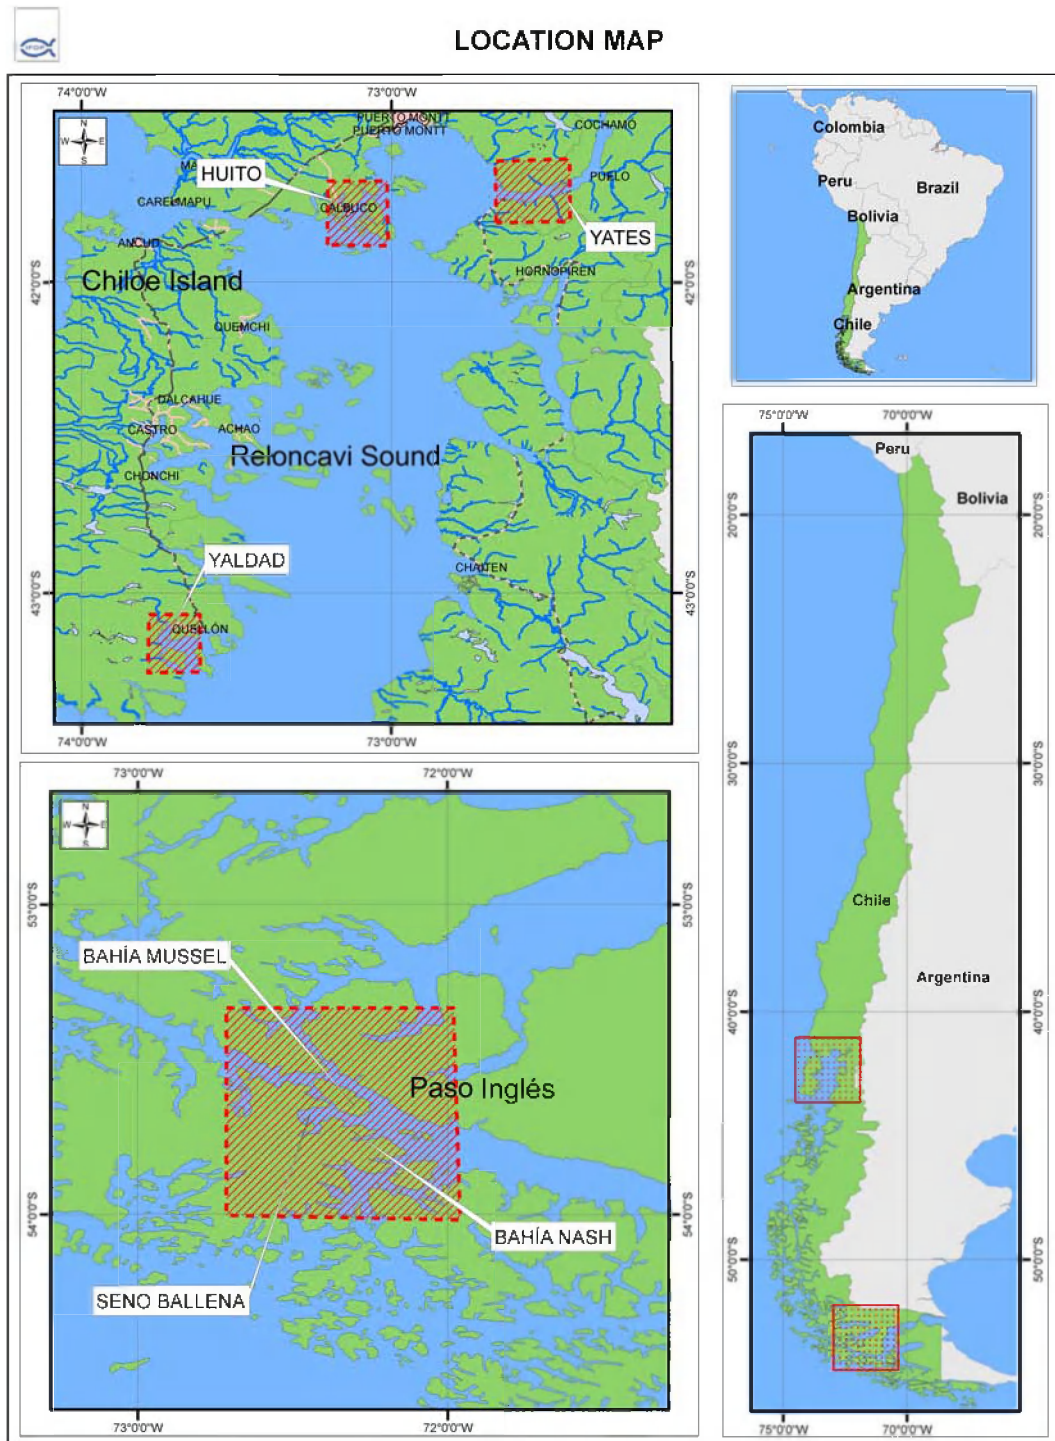 IFOP
LOCATION MAP
74°0'0"W
73°0'0"W
N
W
E
S
PUERTO MONTT
PUERTO MONTT
COCHAMO
HUITO
PUELO
CARELMAPU
CALBUCO
YATES
ANCUD
HORNOPIREN
Chiloe Island
42°0'0"S
42°0'0"S
QUEMCHI
DALCAHUE
CASTRO
ACHAO
Reloncavi Sound
CHONCHI
YALDAD
CHAITEN
43°0'0"S
43°0'0"S
QUELLÓN
74°0'0"W
73°0'0"W
Colombia
Peru
Brazil
Bolivia
Argentina
Chile
73°0'0"W
72°0'0"W
N
W
E
S
53°0'0"S
53°0'0"S
BAHÍA MUSSEL
Paso Inglés
54°0'0"S
54°0'0"S
BAHÍA NASH
SENO BALLENA
73°0'0"W
72°0'0"W
75°0'0"W
70°0'0"W
Peru
Bolivia
20°0'0"S
20°0'0"S
30°0'0"S
30°0'0"S
Chile
Argentina
40°0'0"S
40°0'0"S
50°0'0"S
50°0'0"S
75°0'0"W
70°0'0"W